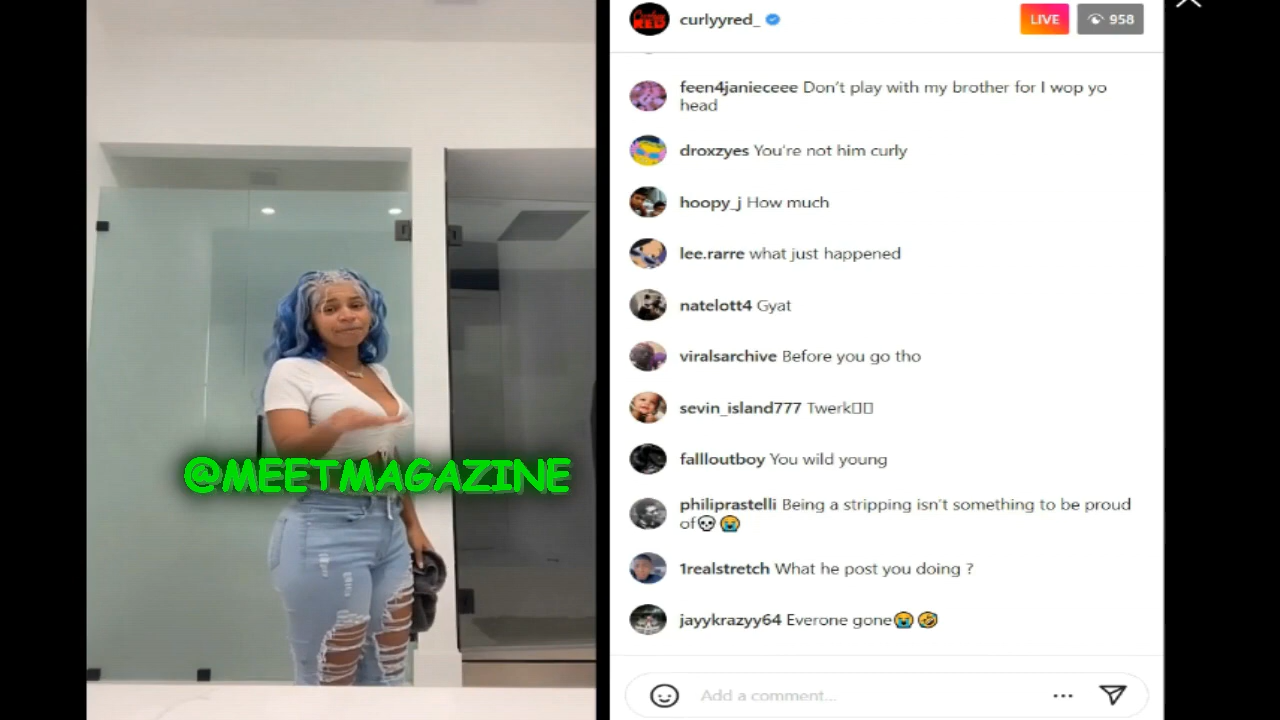 curlyyred_
LIVE
958
feen4janieceee Don't play with my brother for I wop yo
head
droxzyes You're not him curly
hoopy_j How much
lee.rarre what just happened
natelott4 Gyat
viralsarchive Before you go tho
sevin_island777 Twerk▯▯
fallloutboy You wild young
philiprastelli Being a stripping isn't something to be proud
of💀😭
1realstretch What he post you doing ?
jayykrazyy64 Everone gone😭🤣
Add a comment...
@MEETMAGAZINE